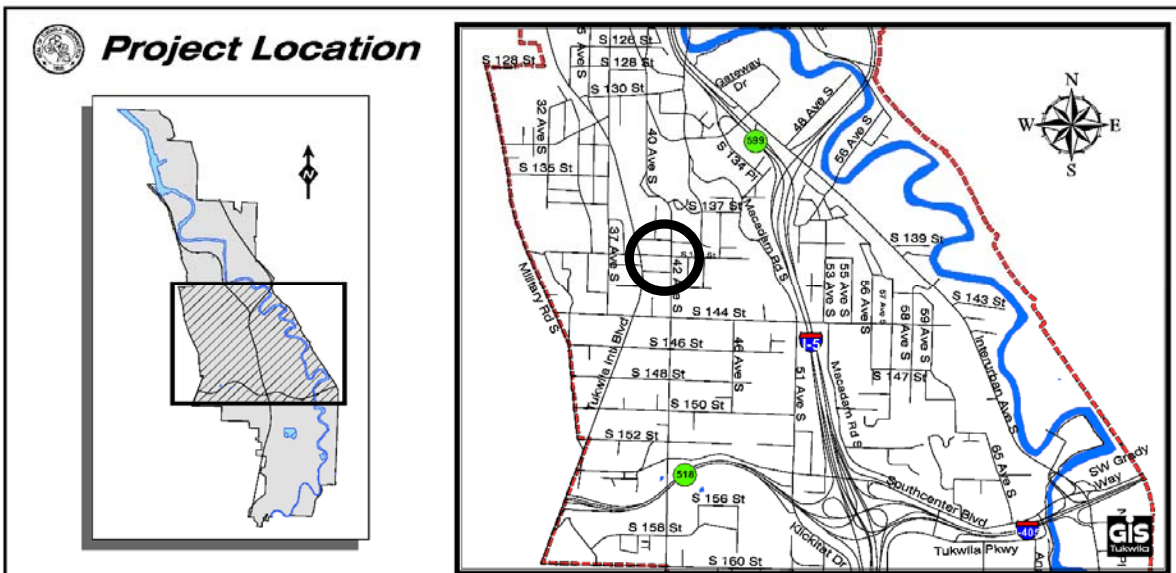 Project Location
N
5 Ave S
S 126 St
S 128 St
S 128 St
S 130 St
Gateway
Dr
48 Ave S
32 Ave S
40 Ave S
599
56 Ave S
N
W E
S
S 134 Pl
S 135 St
S 137 St
Macadam Rd S
37 Ave S
42 Ave S
S 139 St
Military Rd S
53 Ave S
55 Ave S
56 Ave S
57 Ave S
58 Ave S
59 Ave S
S 143 St
S 144 St
Tukwila Intl Blvd
S 146 St
46 Ave S
I-5
Interurban Ave S
S 148 St
51 Ave S
Macadam Rd S
S 147 St
S 150 St
S 152 St
65 Ave S
SW Grady
Way
518
S 156 St
Southcenter Blvd
S 158 St
Klickitat Dr
I-405
Tukwila Pkwy
S 160 St
GIS
Tukwila